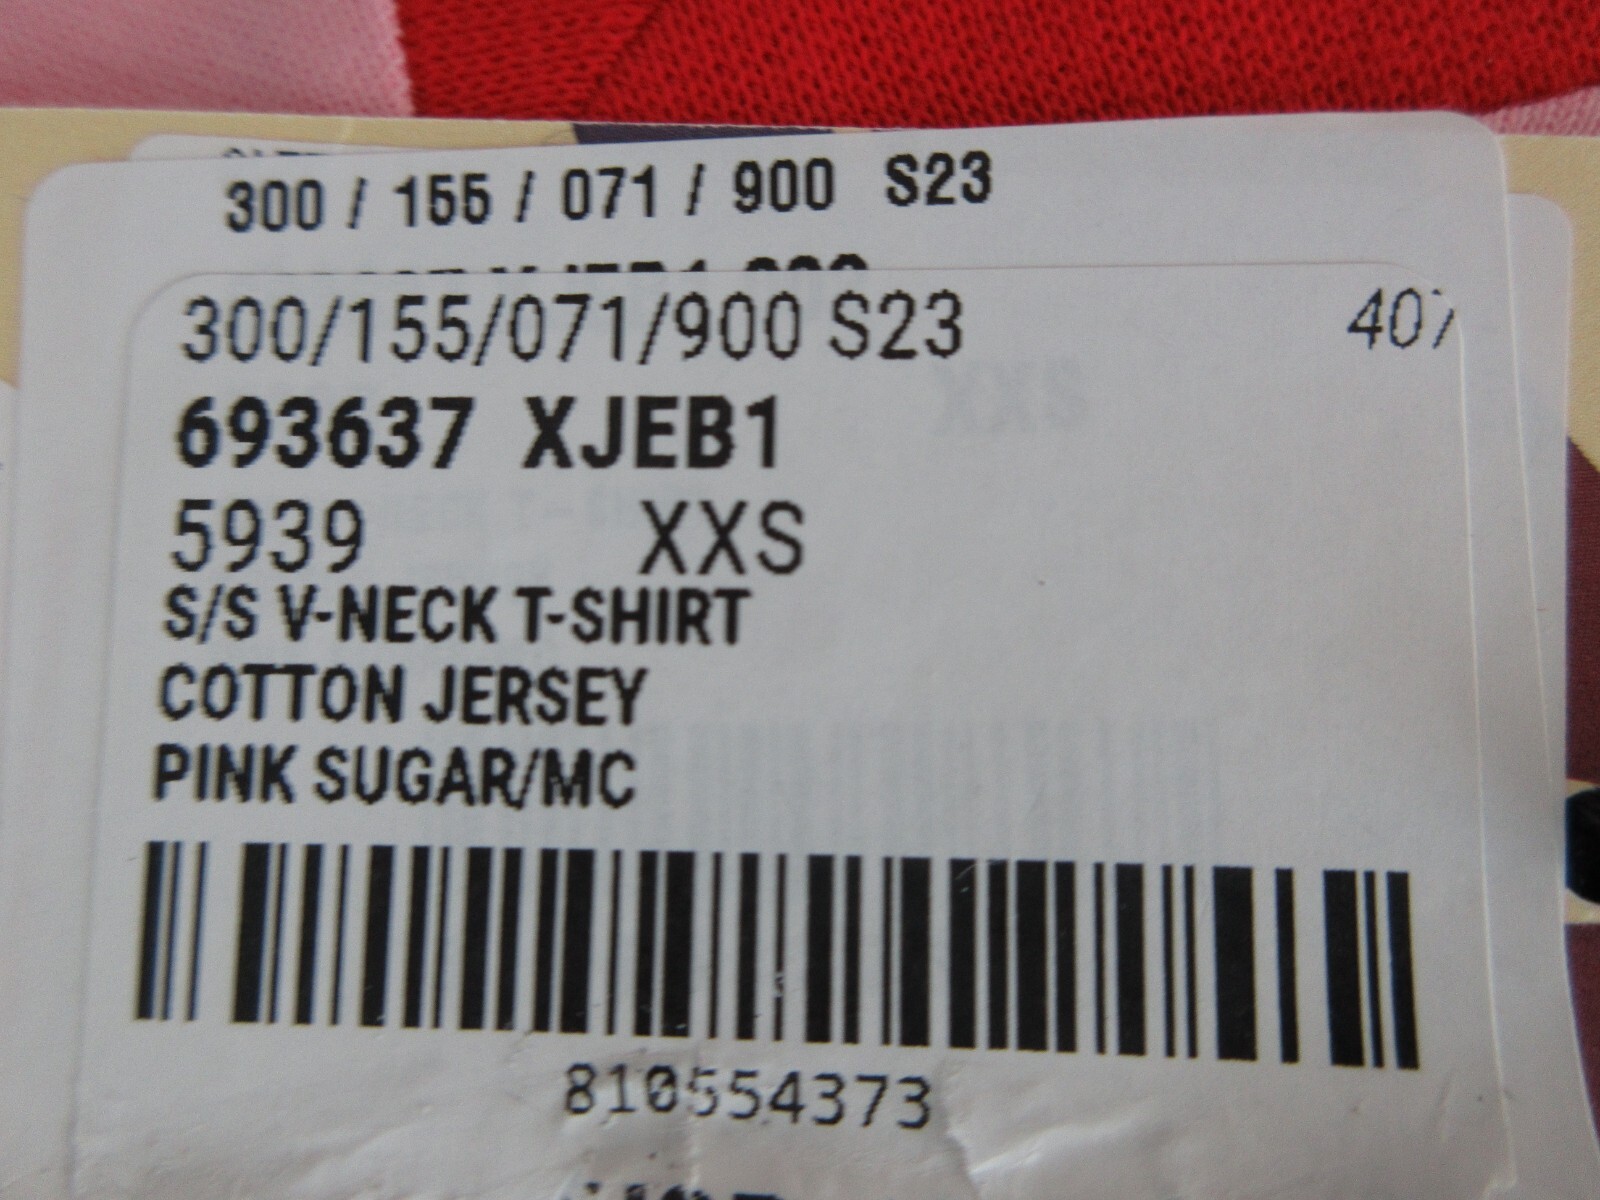 300 / 155 / 071 / 900 S23
300/155/071/900 S23 407
693637 XJEB1
5939 XXS
S/S V-NECK T-SHIRT
COTTON JERSEY
PINK SUGAR/MC
810554373